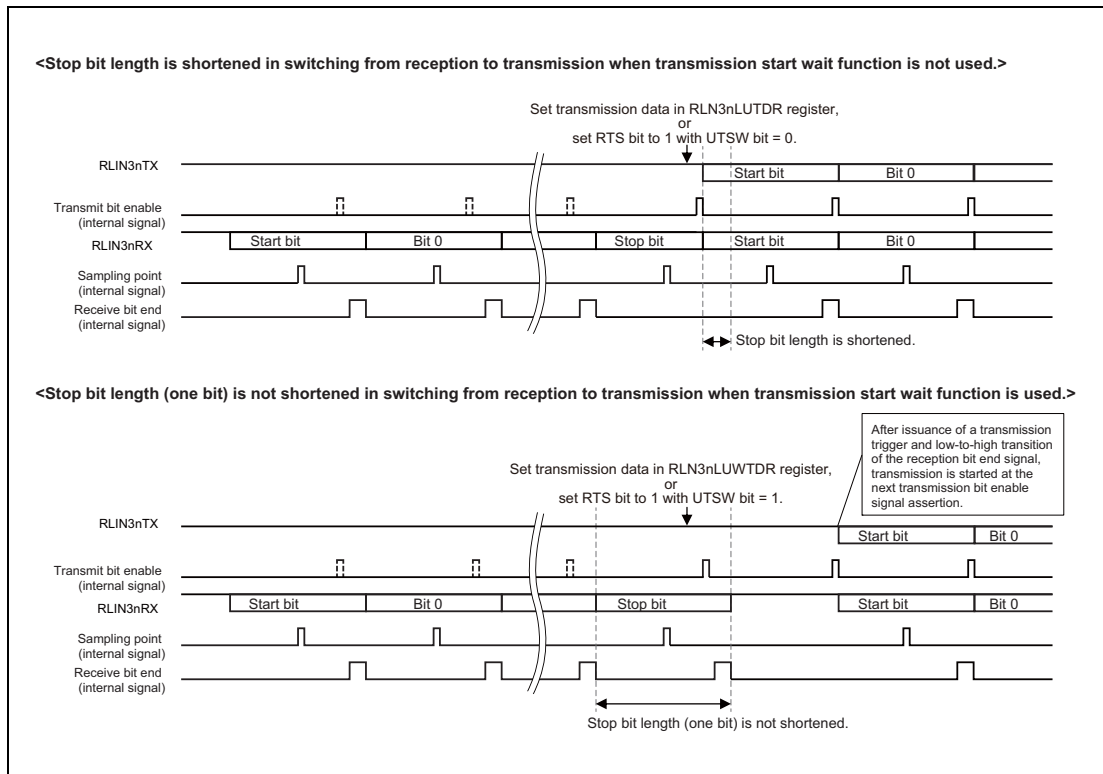 <Stop bit length is shortened in switching from reception to transmission when transmission start wait function is not used.>
Set transmission data in RLN3nLUTDR register,
or
set RTS bit to 1 with UTSW bit = 0.
RLIN3nTX
Start bit Bit 0
Transmit bit enable
(internal signal)
RLIN3nRX
Start bit Bit 0 Stop bit Start bit Bit 0
Sampling point
(internal signal)
Receive bit end
(internal signal)
Stop bit length is shortened.
<Stop bit length (one bit) is not shortened in switching from reception to transmission when transmission start wait function is used.>
After issuance of a transmission
trigger and low-to-high transition
of the reception bit end signal,
transmission is started at the
next transmission bit enable
signal assertion.
Set transmission data in RLN3nLUWTDR register,
or
set RTS bit to 1 with UTSW bit = 1.
RLIN3nTX
Start bit Bit 0
Transmit bit enable
(internal signal)
RLIN3nRX
Start bit Bit 0 Stop bit Start bit Bit 0
Sampling point
(internal signal)
Receive bit end
(internal signal)
Stop bit length (one bit) is not shortened.